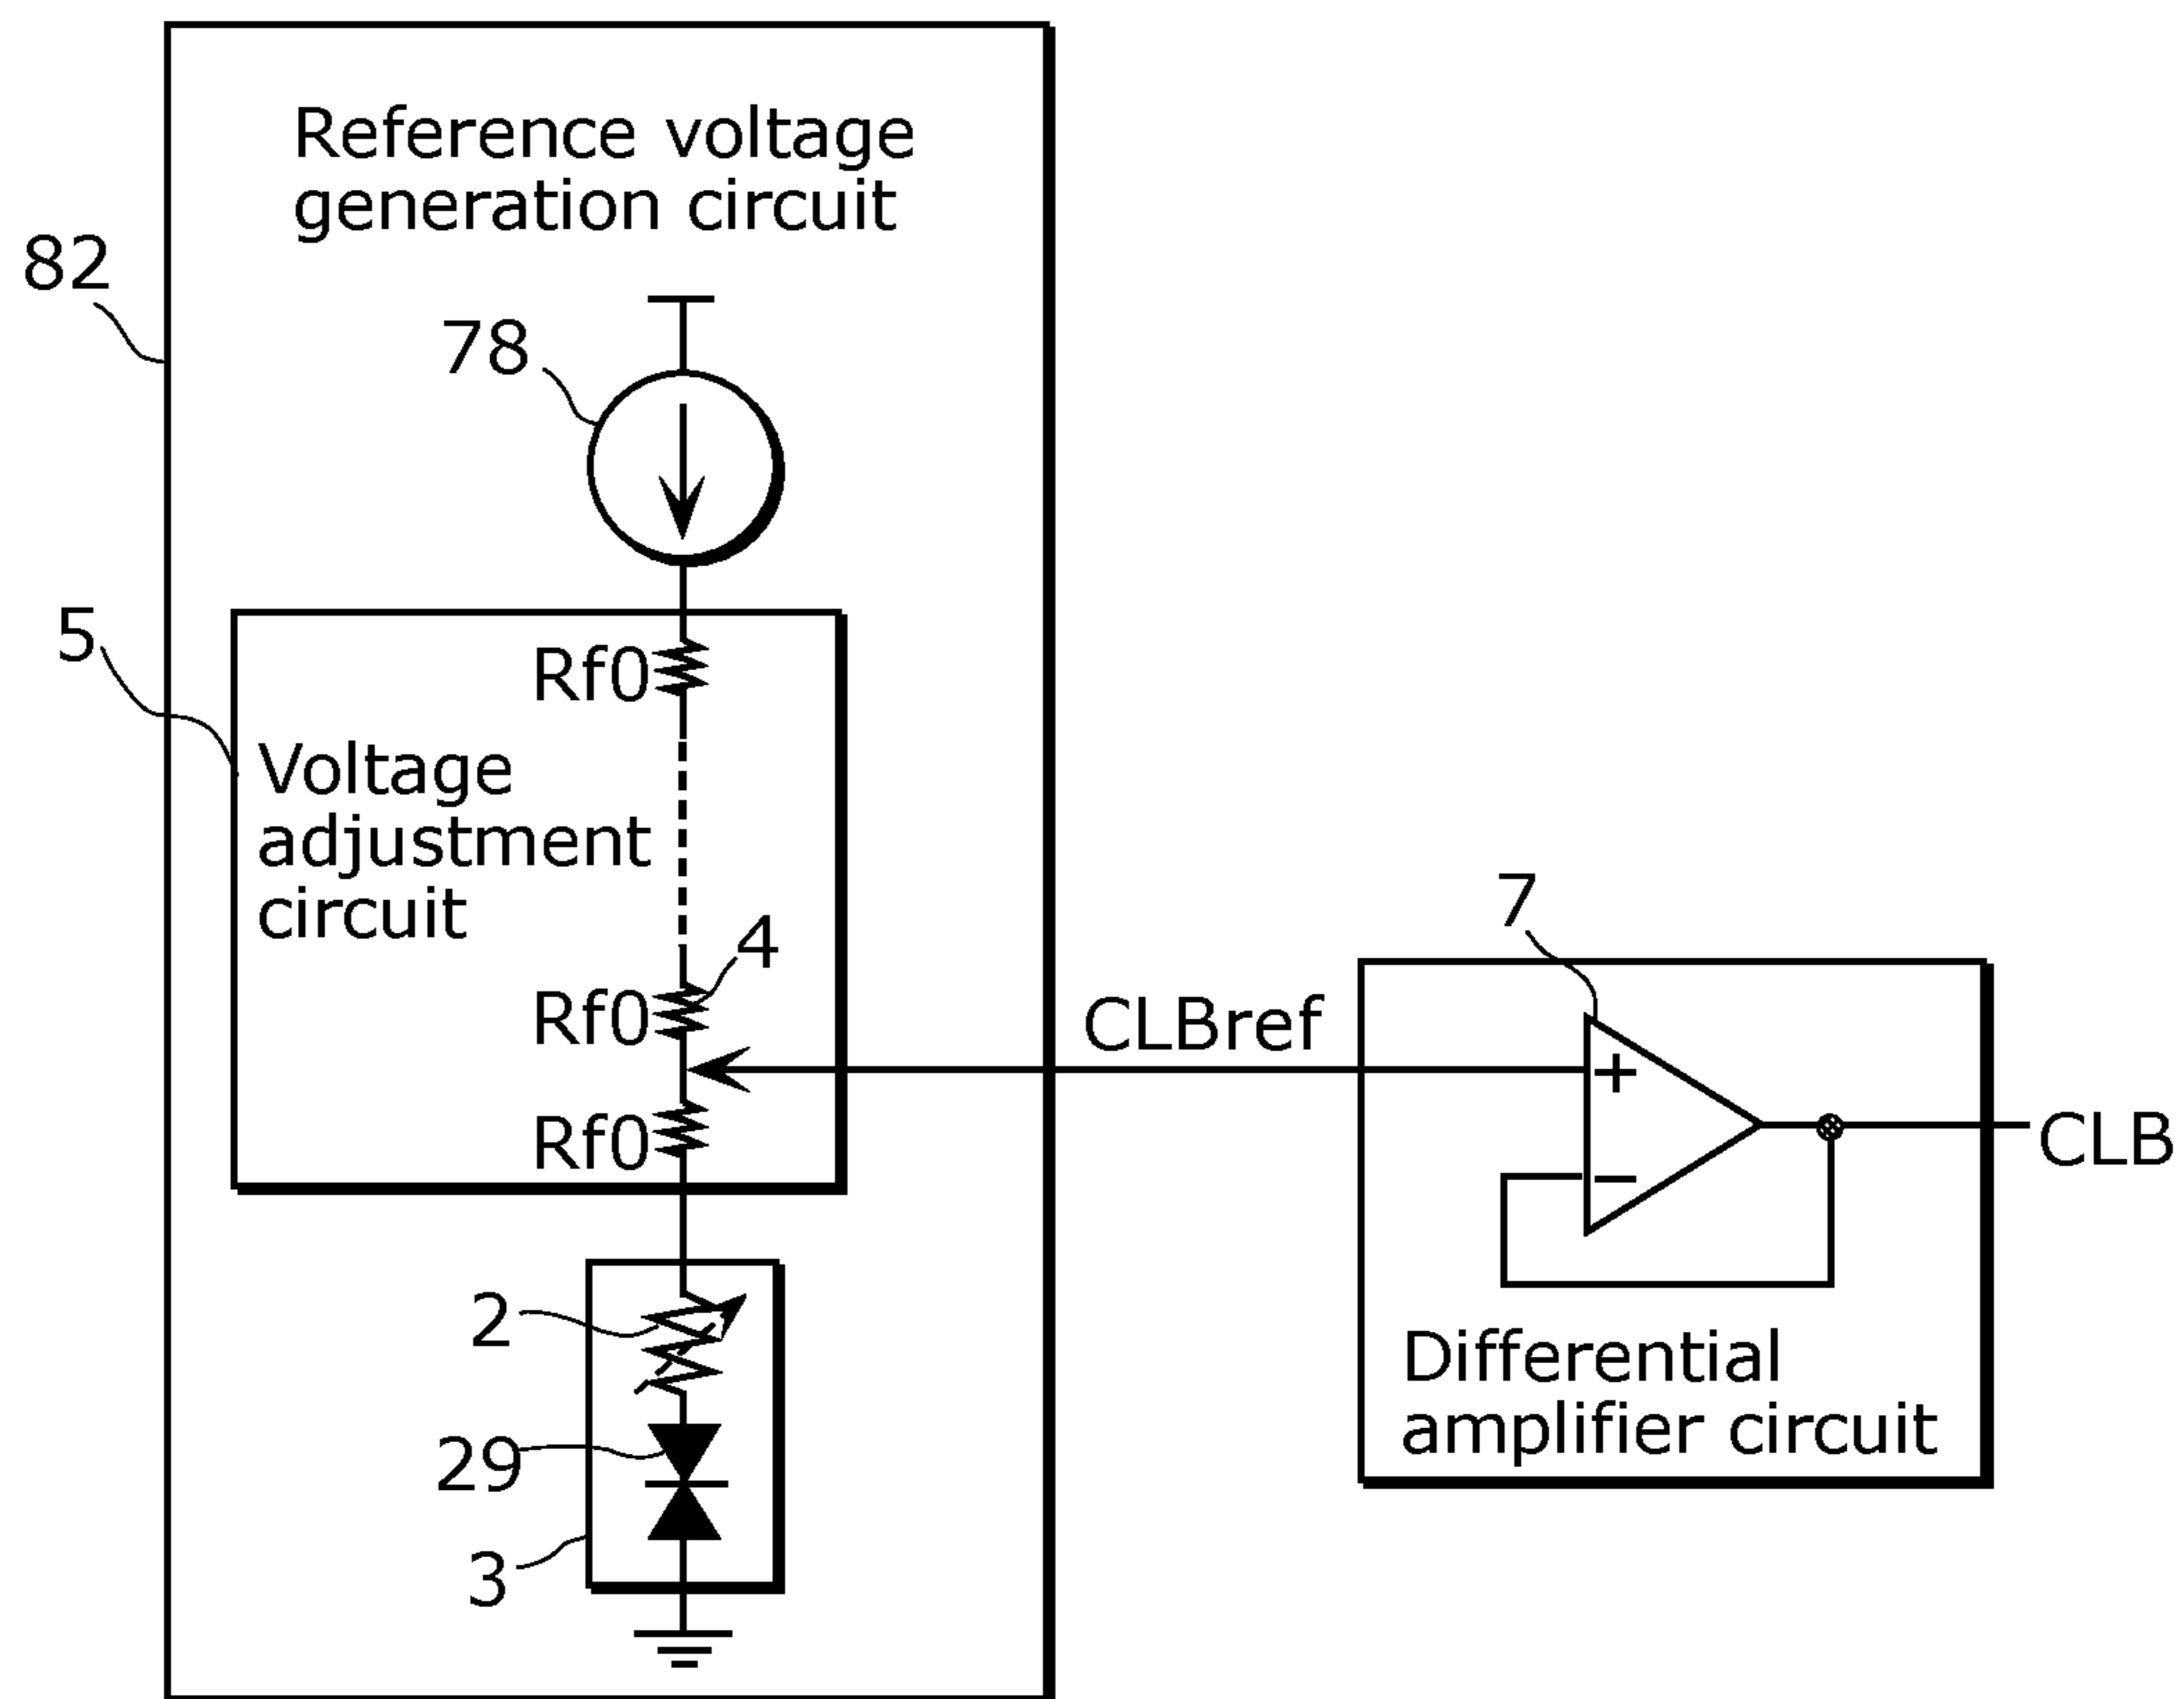 Reference voltage
generation circuit
82
78
5
Rf0
Voltage
adjustment
circuit
4
Rf0
CLBref
Rf0
7
+
−
CLB
Differential
amplifier circuit
2
29
3